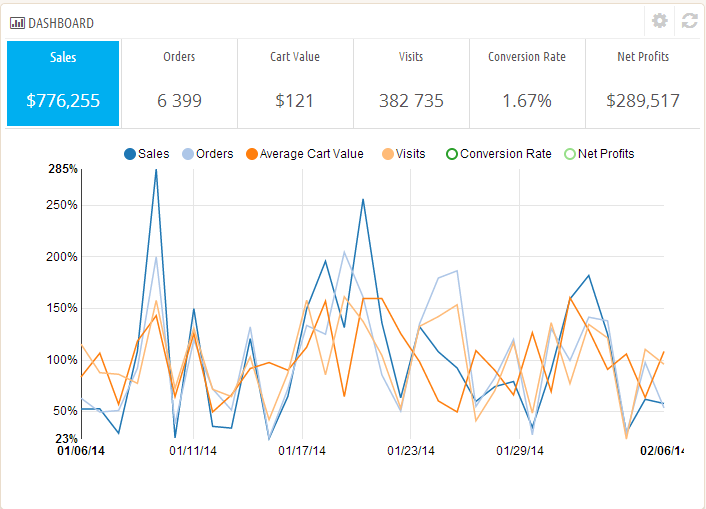 DASHBOARD
Sales Orders Cart Value Visits Conversion Rate Net Profits
$776,255 6 399 $121 382 735 1.67% $289,517
Sales Orders Average Cart Value Visits Conversion Rate Net Profits
285%
250%
200%
150%
100%
50%
23%
01/06/14 01/11/14 01/17/14 01/23/14 01/29/14 02/06/14